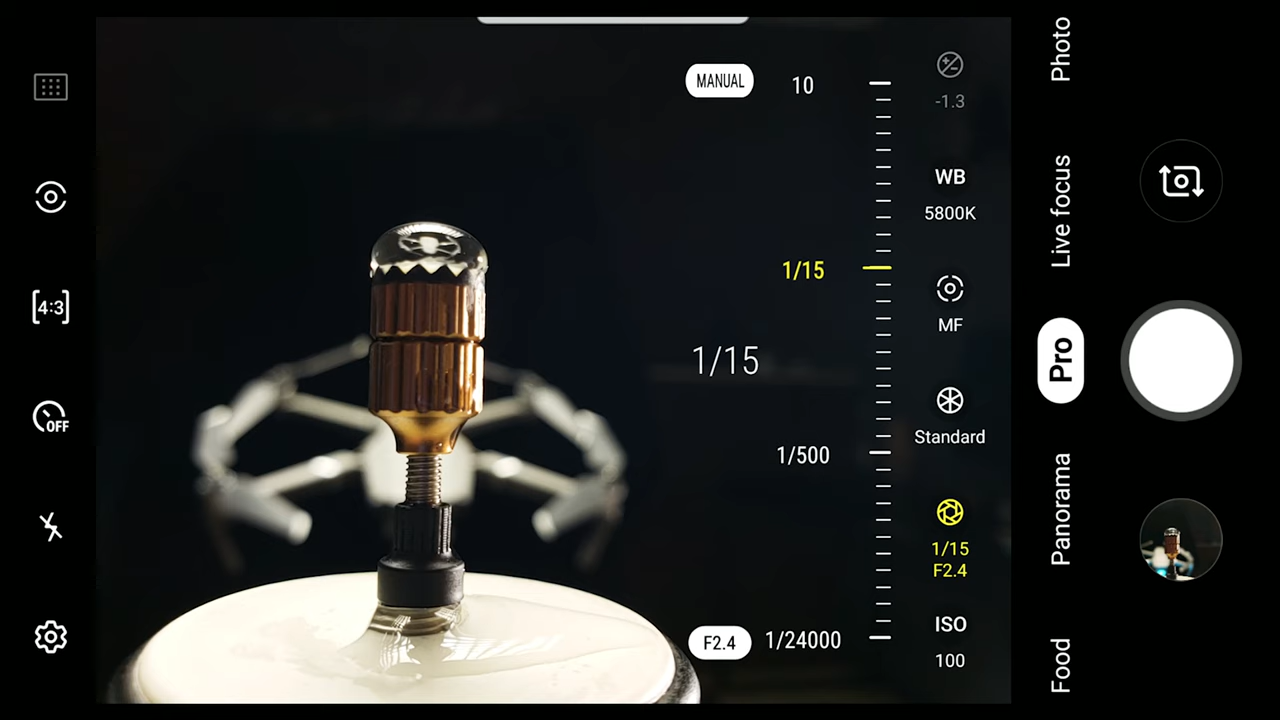 4:3
OFF
MANUAL
10
1/15
1/15
1/500
F2.4
1/24000
-1.3
WB
5800K
MF
Standard
1/15
F2.4
ISO
100
Photo
Live focus
Pro
Panorama
Food